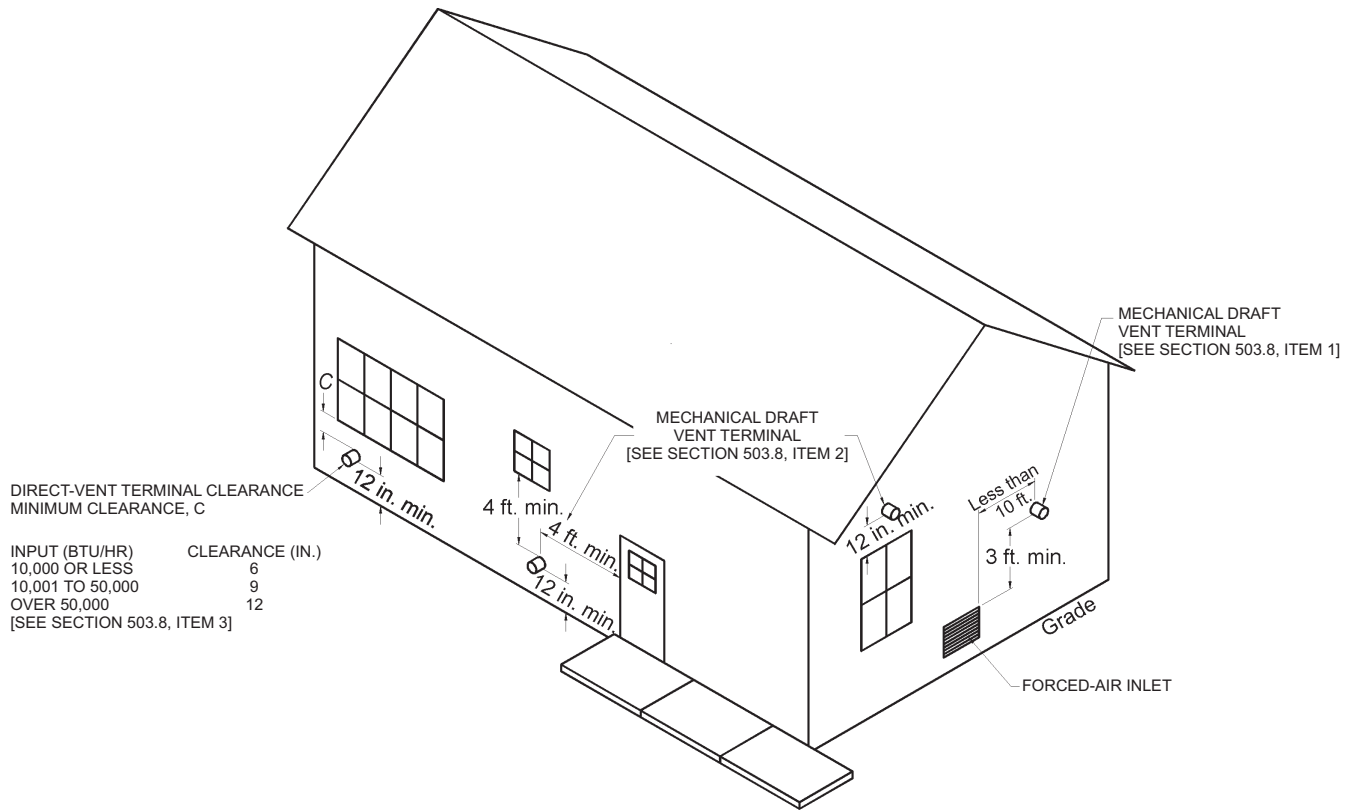 MECHANICAL DRAFT
VENT TERMINAL
[SEE SECTION 503.8, ITEM 1]
C
MECHANICAL DRAFT
VENT TERMINAL
[SEE SECTION 503.8, ITEM 2]
DIRECT-VENT TERMINAL CLEARANCE
MINIMUM CLEARANCE, C
12 in. min.
INPUT (BTU/HR) CLEARANCE (IN.)
10,000 OR LESS 6
10,001 TO 50,000 9
OVER 50,000 12
[SEE SECTION 503.8, ITEM 3]
4 ft. min.
4 ft. min.
12 in. min.
12 in. min.
Less than
10 ft.
3 ft. min.
Grade
FORCED-AIR INLET